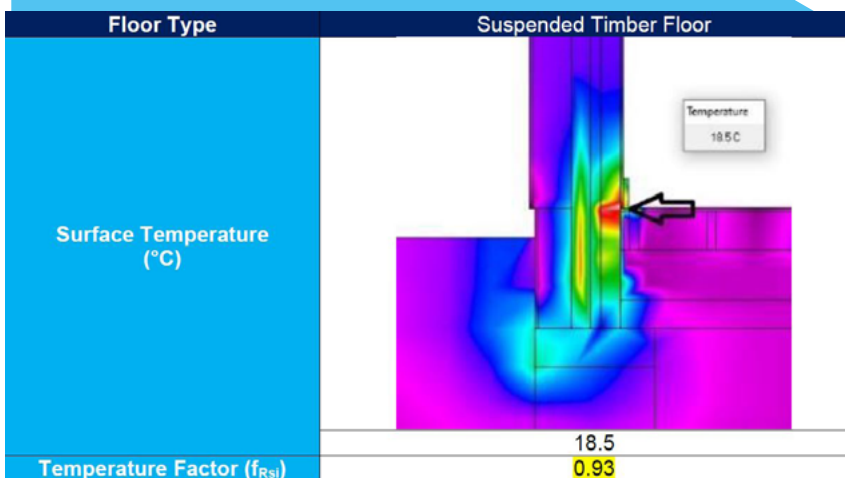 Floor Type
Suspended Timber Floor
Temperature
18.5 C
Surface Temperature
(°C)
18.5
Temperature Factor (fRsi)
0.93